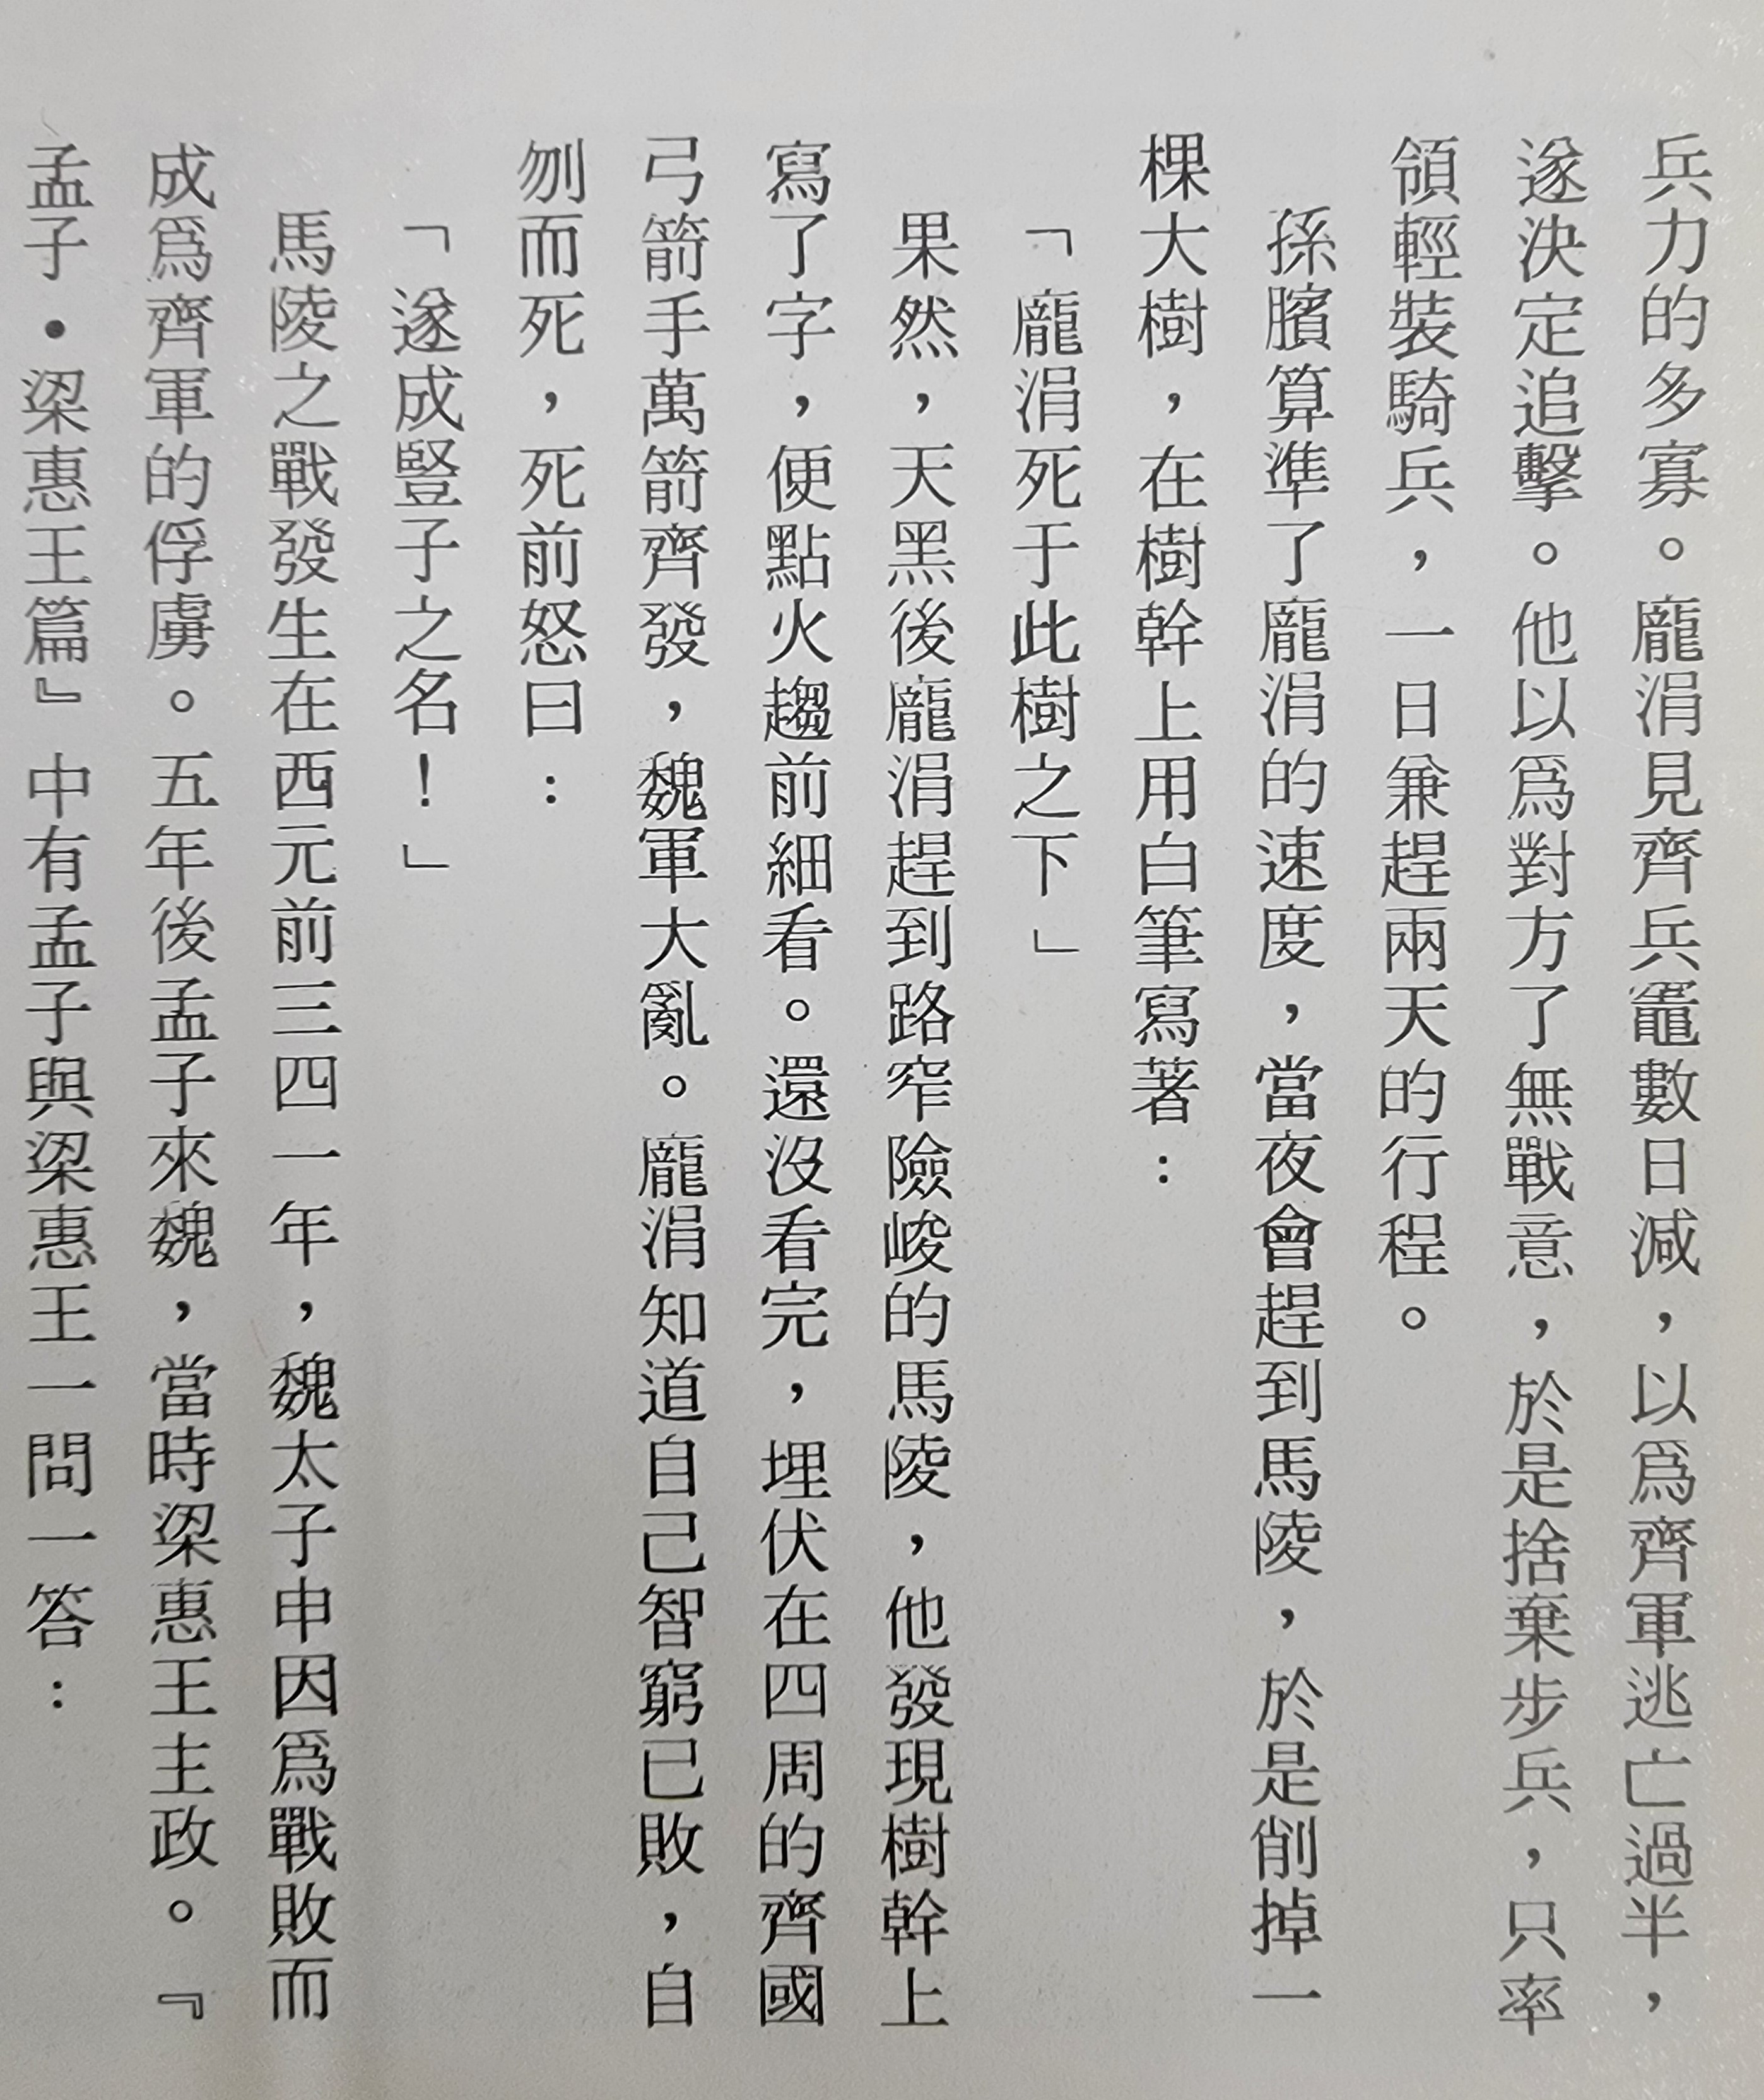 兵力的多寡。龐涓見齊兵竈數日減，以爲齊軍逃亡過半，
遂決定追擊。他以爲對方了無戰意，於是捨棄步兵，只率
領輕裝騎兵，一日兼趕兩天的行程。
孫臏算準了龐涓的速度，當夜會趕到馬陵，於是削掉一
棵大樹，在樹幹上用白筆寫著：
「龐涓死于此樹之下」
果然，天黑後龐涓趕到路窄險峻的馬陵，他發現樹幹上
寫了字，便點火趨前細看。還沒看完，埋伏在四周的齊國
弓箭手萬箭齊發，魏軍大亂。龐涓知道自己智窮已敗，自
刎而死，死前怒曰：
「遂成豎子之名！」
馬陵之戰發生在西元前三四一年，魏太子申因爲戰敗而
成爲齊軍的俘虜。五年後孟子來魏，當時梁惠王主政。『
孟子•梁惠王篇』中有孟子與梁惠王一問一答：